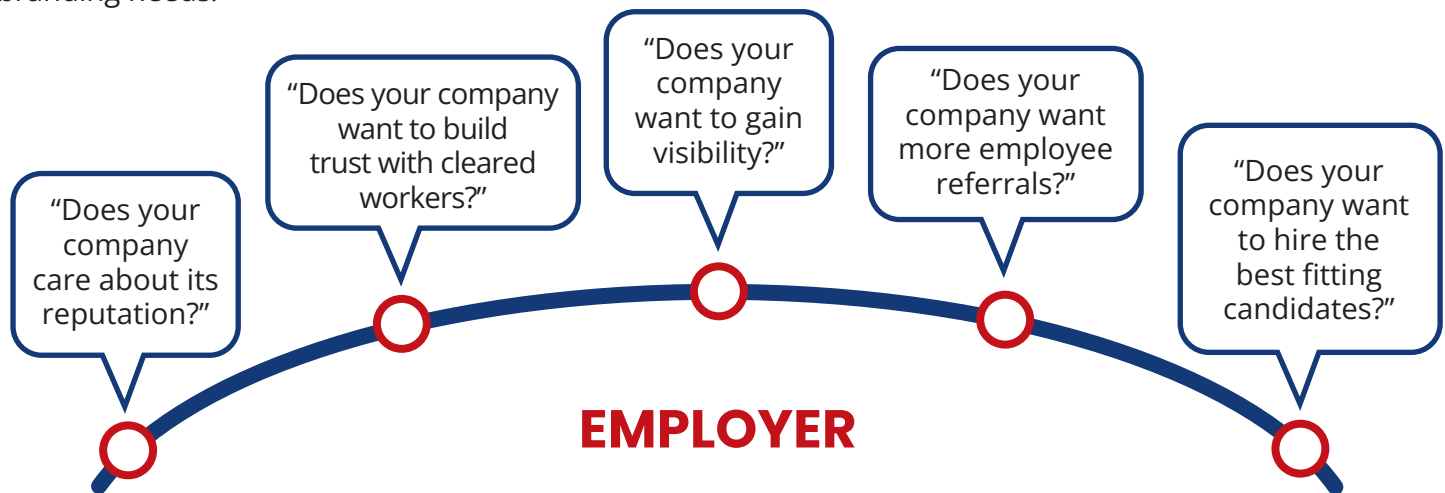 branding needs.
“Does your
company
care about its
reputation?”
“Does your company
want to build
trust with cleared
workers?”
“Does your
company
want to gain
visibility?”
“Does your
company want
more employee
referrals?”
“Does your
company want
to hire the
best fitting
candidates?”
EMPLOYER